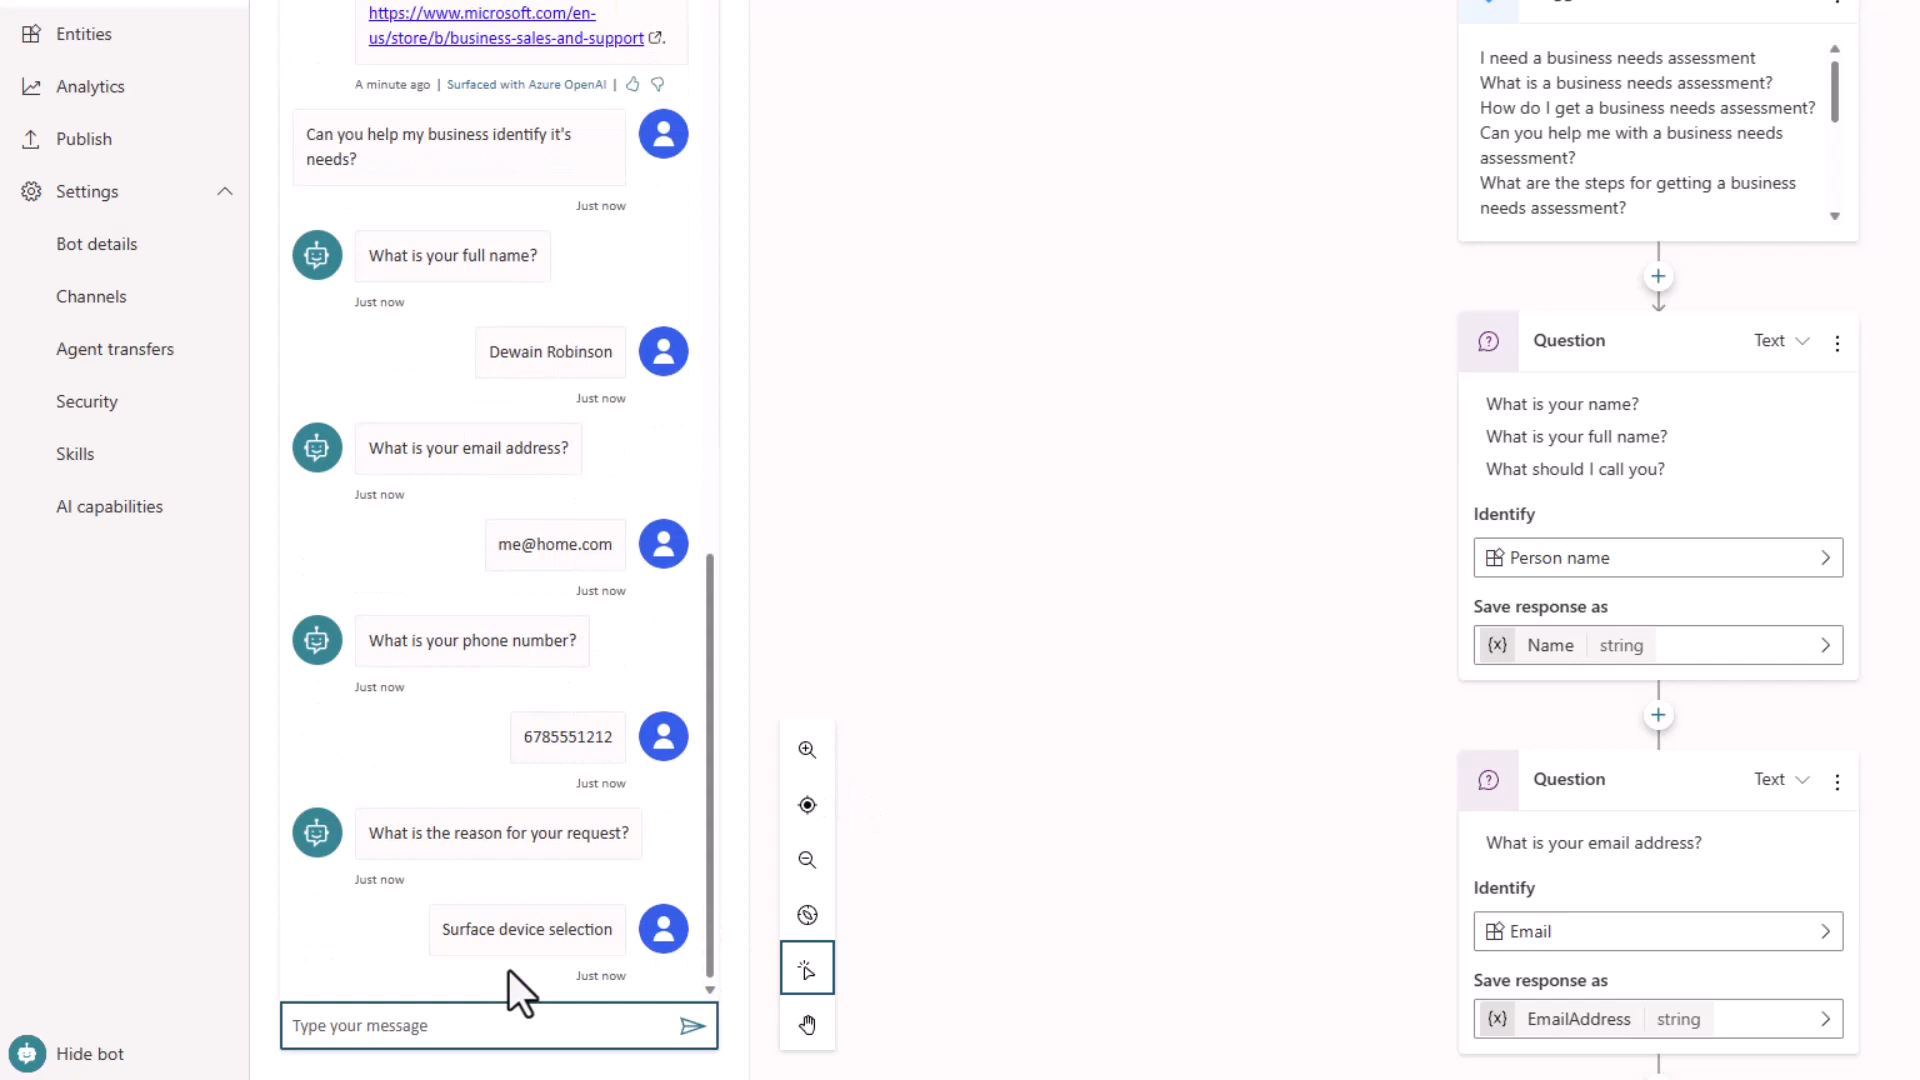 Entities
Analytics
Publish
Settings
Bot details
Channels
Agent transfers
Security
Skills
AI capabilities
Hide bot
https://www.microsoft.com/en-
us/store/b/business-sales-and-support.
A minute ago | Surfaced with Azure OpenAI |
Can you help my business identify it's
needs?
Just now
What is your full name?
Just now
Dewain Robinson
Just now
What is your email address?
Just now
me@home.com
Just now
What is your phone number?
Just now
6785551212
Just now
What is the reason for your request?
Just now
Surface device selection
Just now
Type your message
I need a business needs assessment
What is a business needs assessment?
How do I get a business needs assessment?
Can you help me with a business needs
assessment?
What are the steps for getting a business
needs assessment?
Question Text
What is your name?
What is your full name?
What should I call you?
Identify
Person name
Save response as
{x} Name string
Question Text
What is your email address?
Identify
Email
Save response as
{x} EmailAddress string